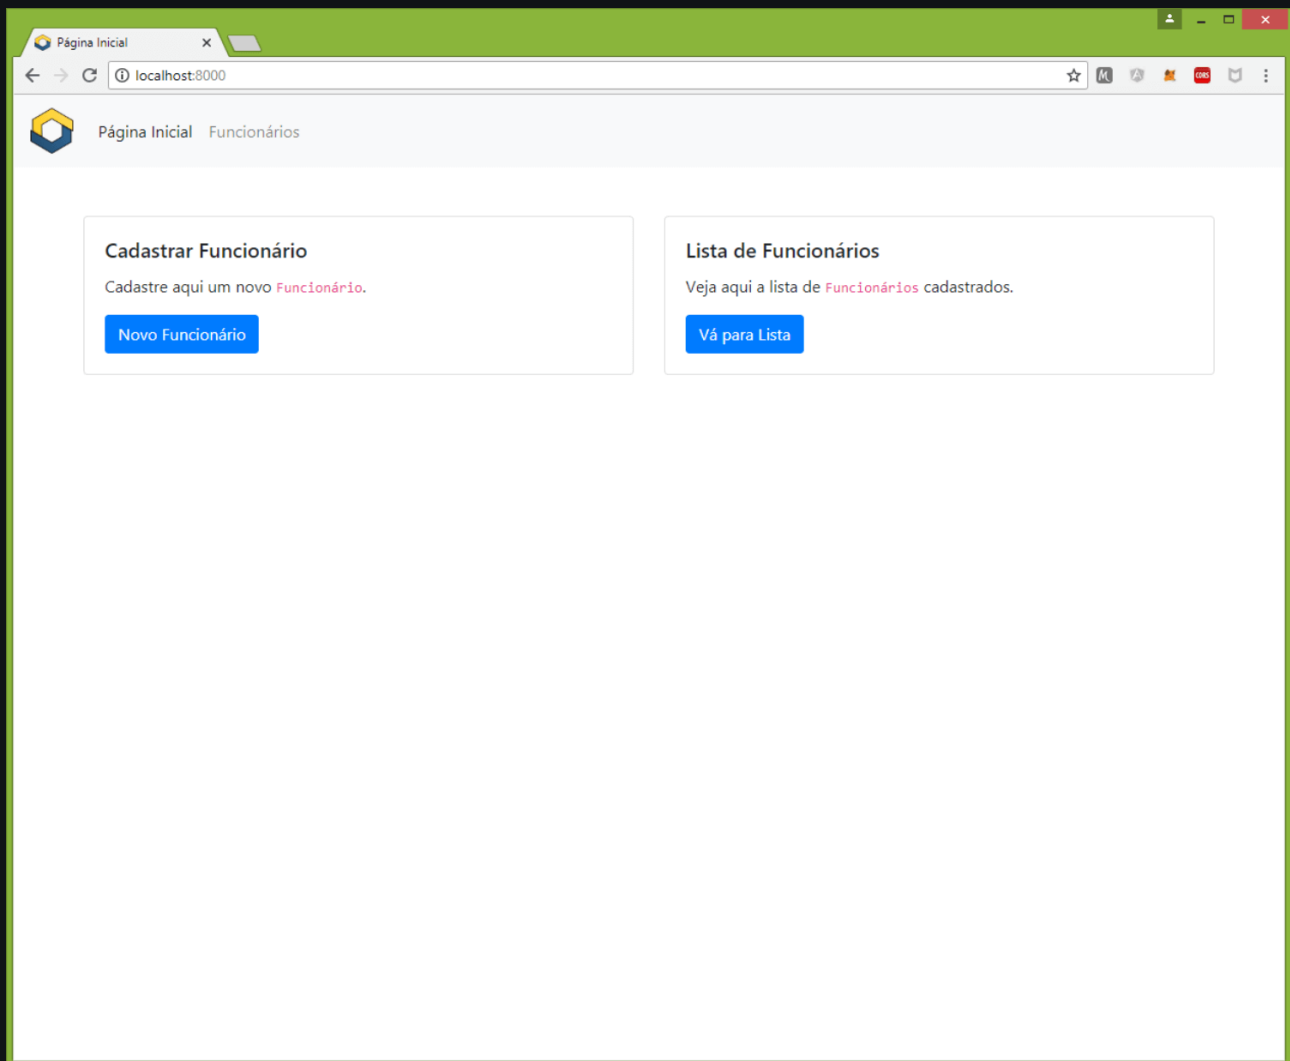 Página Inicial
localhost:8000
CORS
Página Inicial Funcionários
Cadastrar Funcionário
Cadastre aqui um novo Funcionário.
Novo Funcionário
Lista de Funcionários
Veja aqui a lista de Funcionários cadastrados.
Vá para Lista